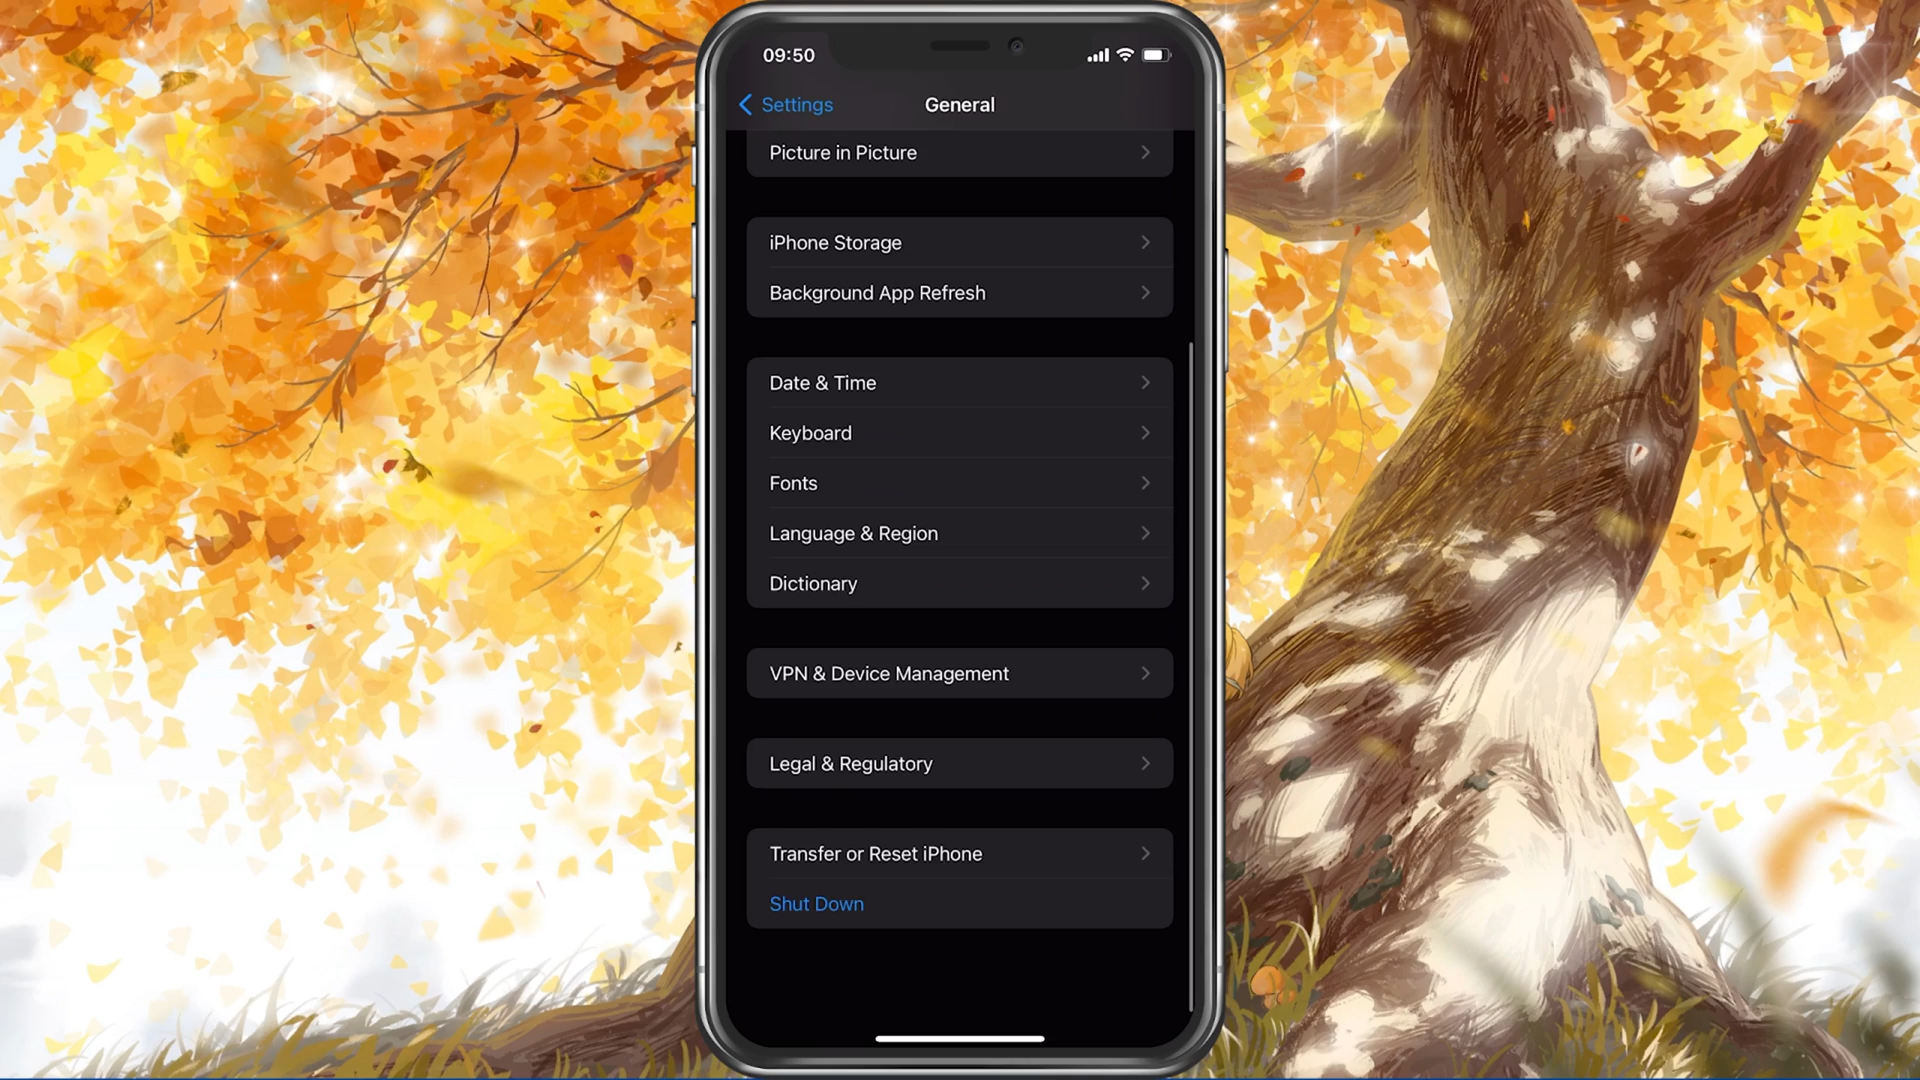 09:50
Settings
General
Picture in Picture
iPhone Storage
Background App Refresh
Date & Time
Keyboard
Fonts
Language & Region
Dictionary
VPN & Device Management
Legal & Regulatory
Transfer or Reset iPhone
Shut Down